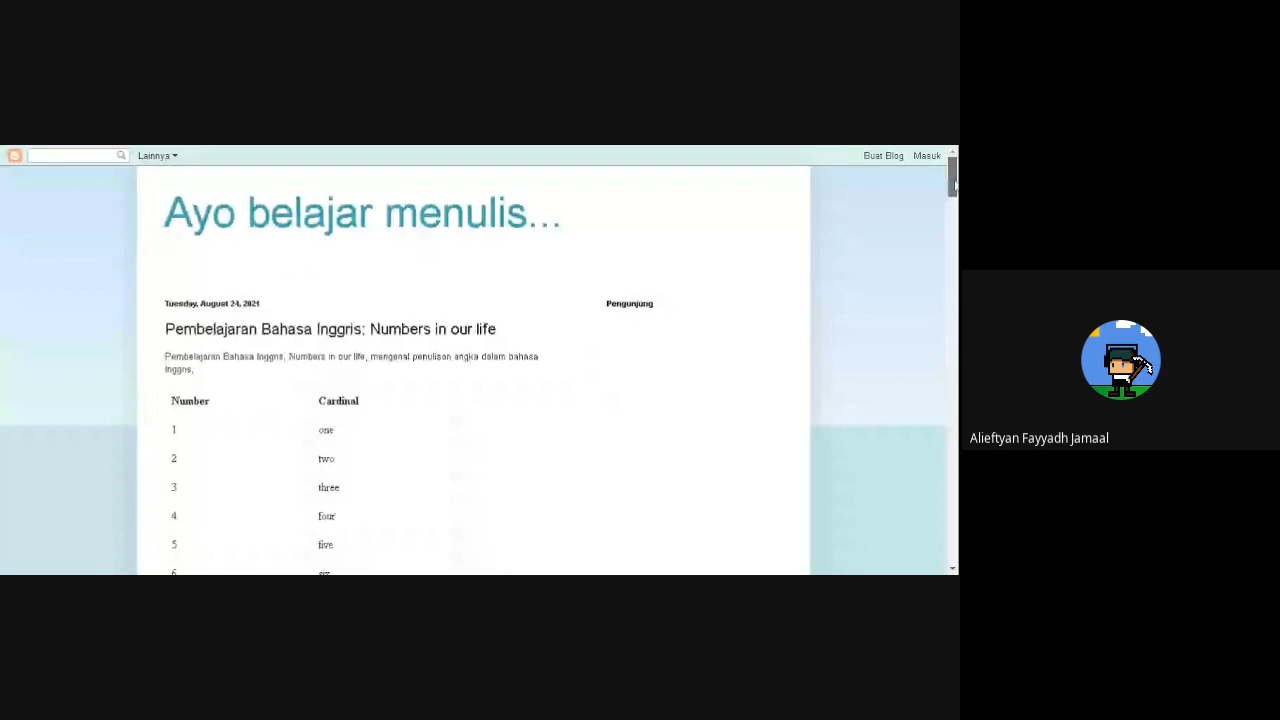 Lainnya
Buat Blog Masuk
Ayo belajar menulis...
Tuesday, August 24, 2021
Pengunjung
Pembelajaran Bahasa Inggris; Numbers in our life
Pembelajaran Bahasa Inggris, Numbers in our life, mengenal penulisan angka dalam bahasa
Inggris,
Number Cardinal
1 one
2 two
3 three
4 four
5 five
6 six
Alieftyan Fayyadh Jamaal